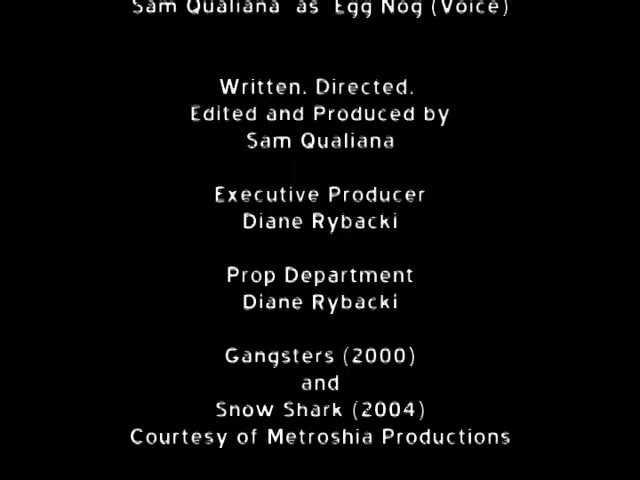 Sam Qualiana as Egg Nog (Voice)
Written. Directed.
Edited and Produced by
Sam Qualiana
Executive Producer
Diane Rybacki
Prop Department
Diane Rybacki
Gangsters (2000)
and
Snow Shark (2004)
Courtesy of Metroshia Productions